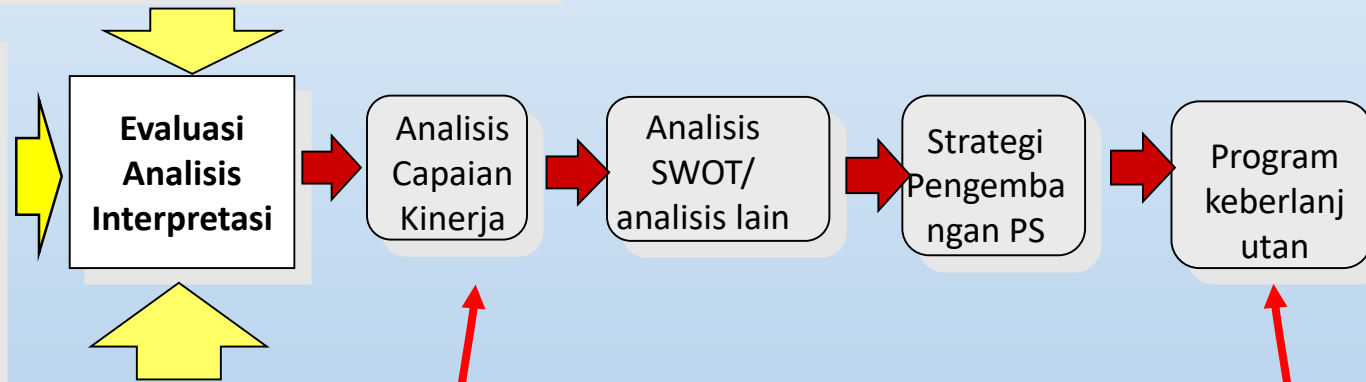 Evaluasi
Analisis
Interpretasi
Analisis
Capaian
Kinerja
Analisis
SWOT/
analisis lain
Strategi
Pengemba
ngan PS
Program
keberlanj
utan